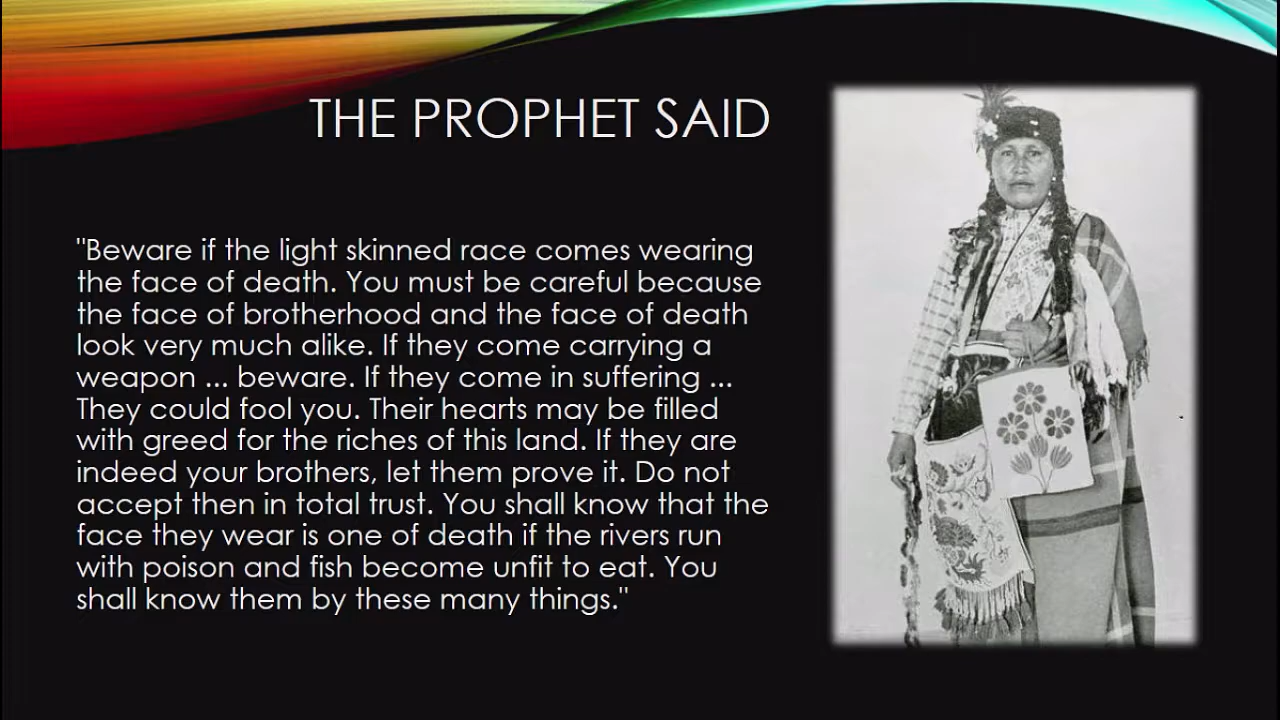 THE PROPHET SAID
"Beware if the light skinned race comes wearing
the face of death. You must be careful because
the face of brotherhood and the face of death
look very much alike. If they come carrying a
weapon ... beware. If they come in suffering ...
They could fool you. Their hearts may be filled
with greed for the riches of this land. If they are
indeed your brothers, let them prove it. Do not
accept then in total trust. You shall know that the
face they wear is one of death if the rivers run
with poison and fish become unfit to eat. You
shall know them by these many things."